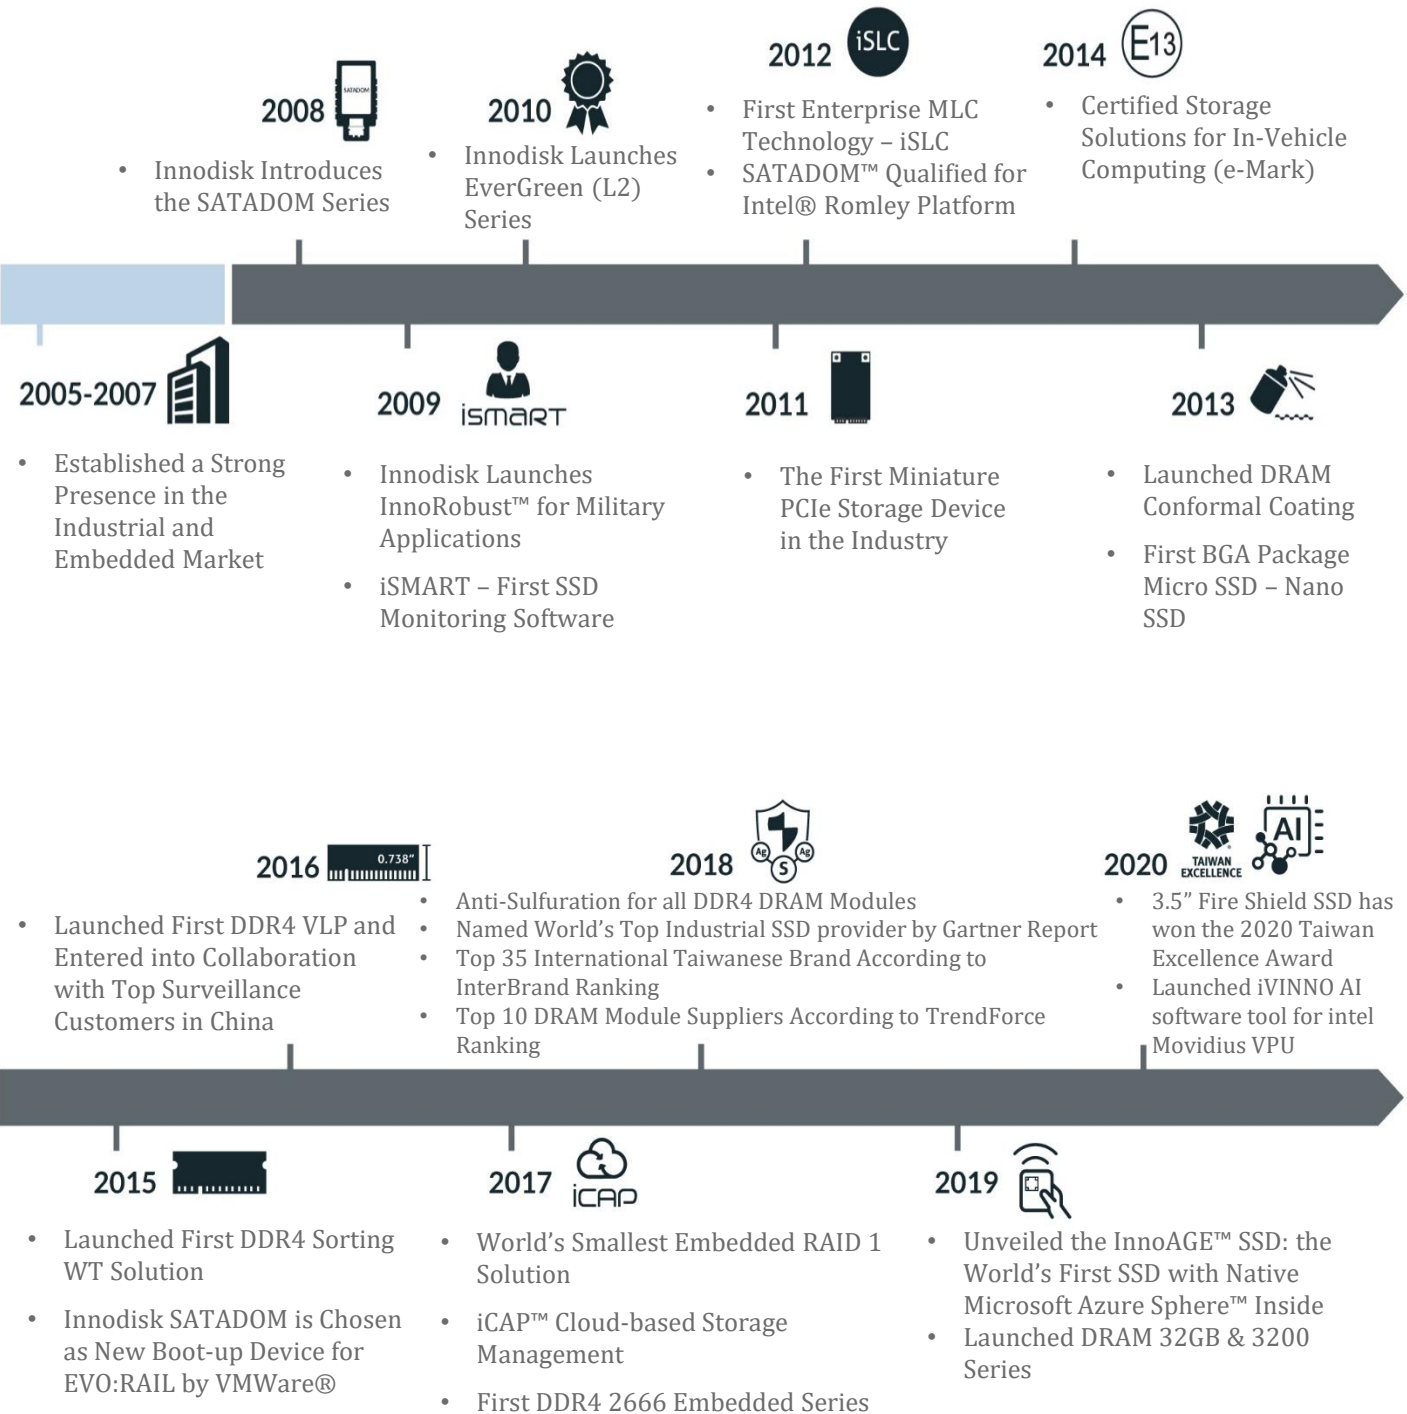 2008
SATADOM
• Innodisk Introduces
the SATADOM Series
2010
• Innodisk Launches
EverGreen (L2)
Series
2012
iSLC
• First Enterprise MLC
Technology – iSLC
• SATADOM™ Qualified for
Intel® Romley Platform
2014
E13
• Certified Storage
Solutions for In-Vehicle
Computing (e-Mark)
2005-2007
• Established a Strong
Presence in the
Industrial and
Embedded Market
2009
iSMART
• Innodisk Launches
InnoRobust™ for Military
Applications
• iSMART – First SSD
Monitoring Software
2011
• The First Miniature
PCIe Storage Device
in the Industry
2013
• Launched DRAM
Conformal Coating
• First BGA Package
Micro SSD – Nano
SSD
2016
0.738"
• Launched First DDR4 VLP and
Entered into Collaboration
with Top Surveillance
Customers in China
2018
Ag
S
Ag
• Anti-Sulfuration for all DDR4 DRAM Modules
• Named World’s Top Industrial SSD provider by Gartner Report
• Top 35 International Taiwanese Brand According to
InterBrand Ranking
• Top 10 DRAM Module Suppliers According to TrendForce
Ranking
2020
TAIWAN
EXCELLENCE
AI
• 3.5” Fire Shield SSD has
won the 2020 Taiwan
Excellence Award
• Launched iVINNO AI
software tool for intel
Movidius VPU
2015
• Launched First DDR4 Sorting
WT Solution
• Innodisk SATADOM is Chosen
as New Boot-up Device for
EVO:RAIL by VMWare®
2017
iCAP
• World’s Smallest Embedded RAID 1
Solution
• iCAP™ Cloud-based Storage
Management
• First DDR4 2666 Embedded Series
2019
• Unveiled the InnoAGE™ SSD: the
World’s First SSD with Native
Microsoft Azure Sphere™ Inside
• Launched DRAM 32GB & 3200
Series